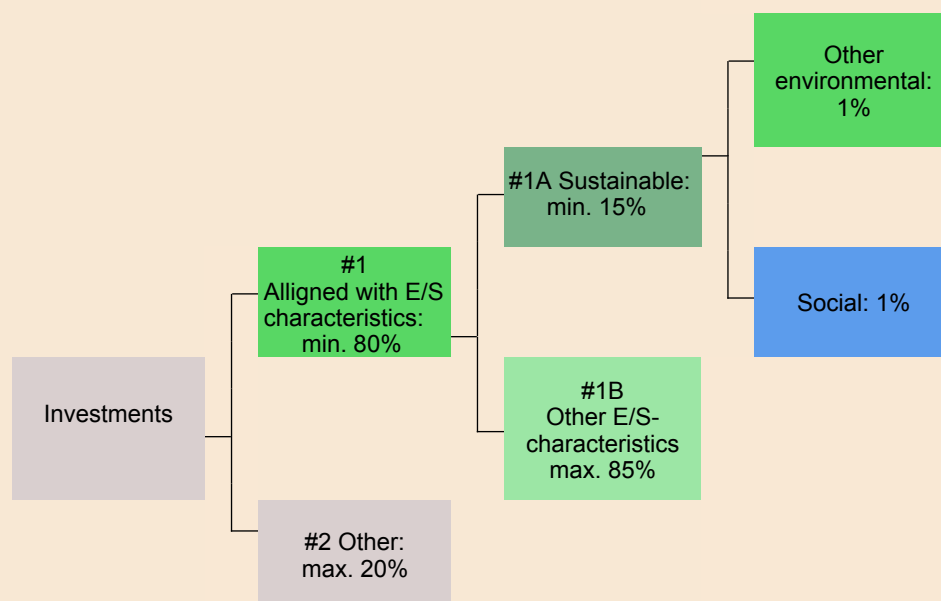 Investments
#1
Alligned with E/S
characteristics:
min. 80%
#2 Other:
max. 20%
#1A Sustainable:
min. 15%
#1B
Other E/S-
characteristics
max. 85%
Other
environmental:
1%
Social: 1%